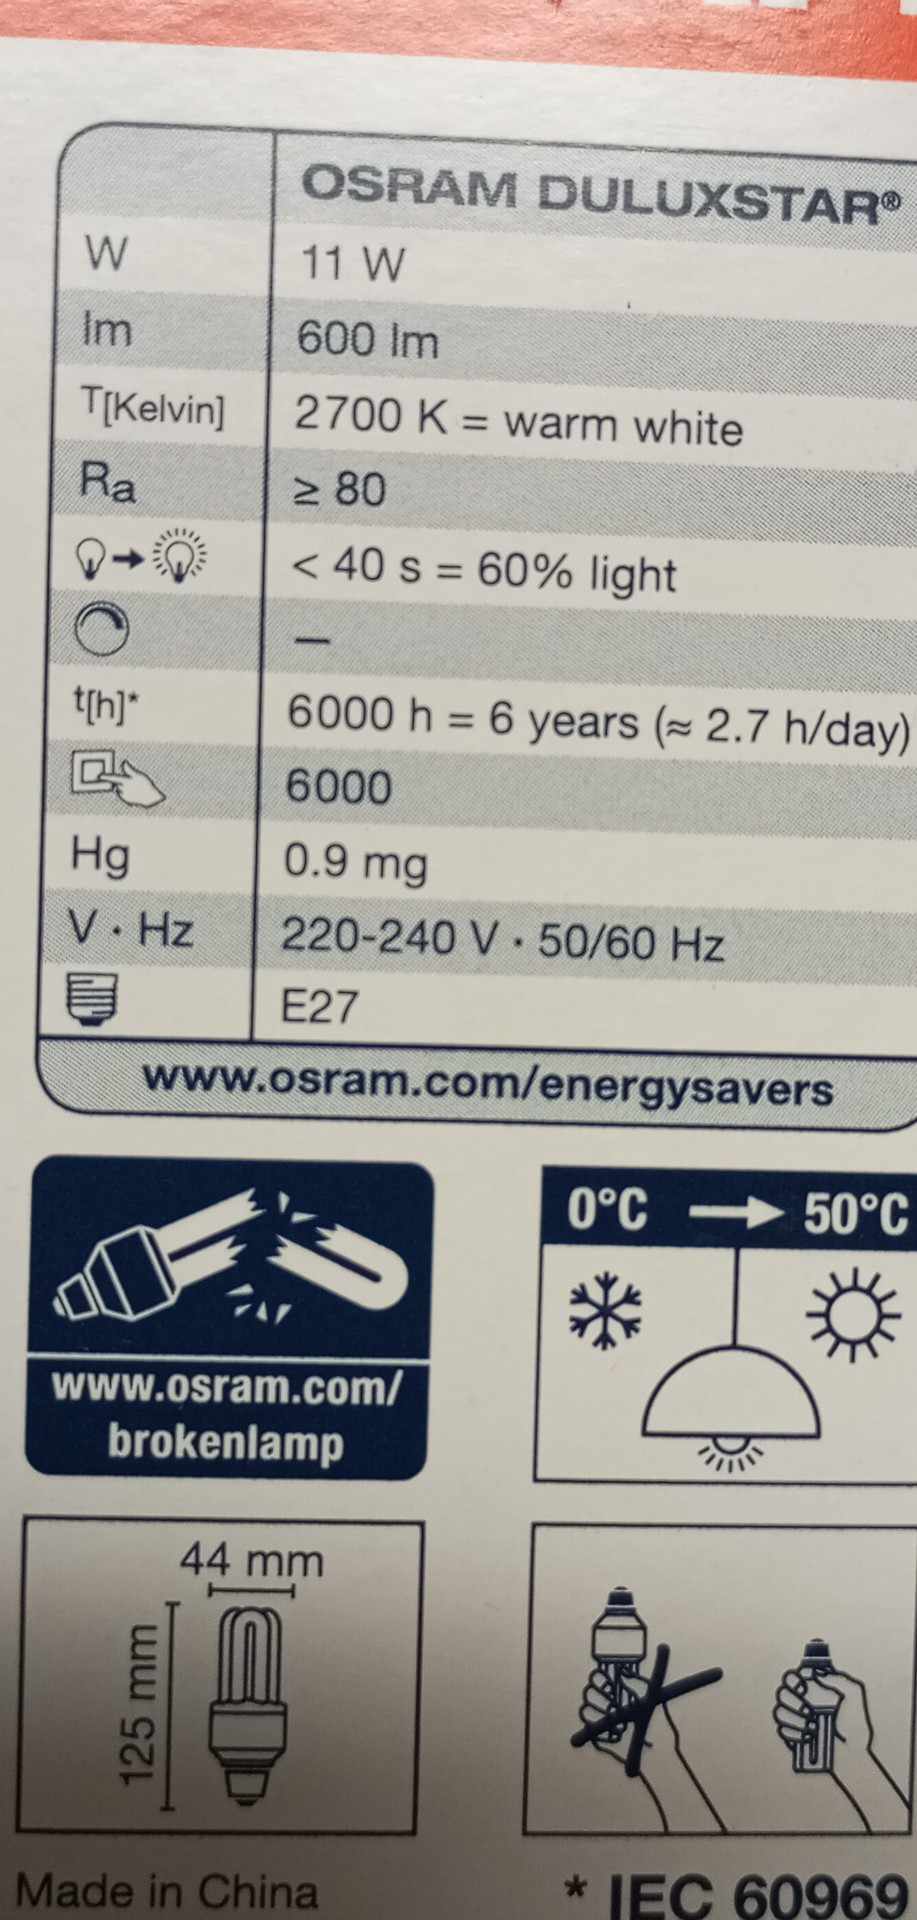 OSRAM DULUXSTAR®
W 11 W
lm 600 lm
T[Kelvin] 2700 K = warm white
Ra ≥ 80
< 40 s = 60% light
–
t[h]* 6000 h = 6 years (≈ 2.7 h/day)
6000
Hg 0.9 mg
V · Hz 220-240 V · 50/60 Hz
E27
www.osram.com/energysavers
www.osram.com/
brokenlamp
0°C 50°C
44 mm
125 mm
Made in China
* IEC 60969